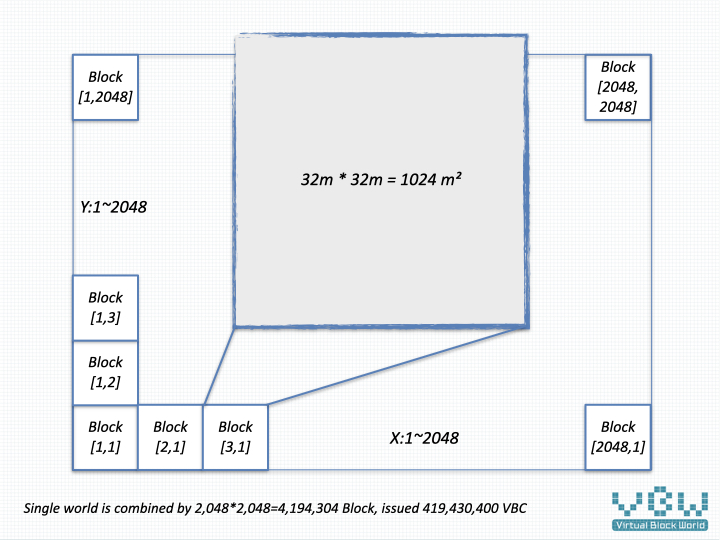 Block
[1,2048]
Block
[2048,
2048]
32m * 32m = 1024 m²
Y:1~2048
Block
[1,3]
Block
[1,2]
Block
[1,1]
Block
[2,1]
Block
[3,1]
X:1~2048
Block
[2048,1]
Single world is combined by 2,048*2,048=4,194,304 Block, issued 419,430,400 VBC
VBW
Virtual Block World